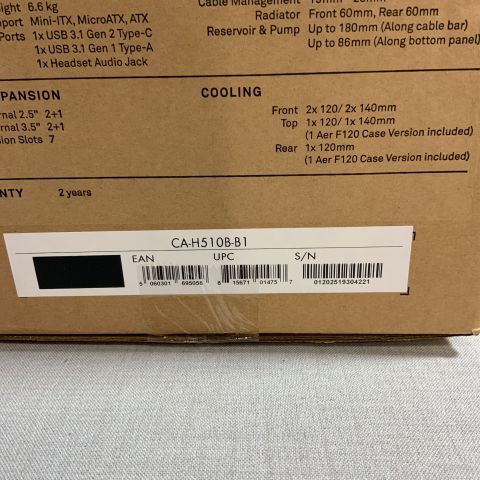 ight 6.6 kg
pport Mini-ITX, MicroATX, ATX
Ports 1x USB 3.1 Gen 2 Type-C
1x USB 3.1 Gen 1 Type-A
1x Headset Audio Jack
Cable Management
Radiator Front 60mm, Rear 60mm
Reservoir & Pump Up to 180mm (Along cable bar)
Up to 86mm (Along bottom panel)
PANSION
rnal 2.5" 2+1
rnal 3.5" 2+1
sion Slots 7
COOLING
Front 2x 120/ 2x 140mm
Top 1x 120/ 1x 140mm
(1 Aer F120 Case Version included)
Rear 1x 120mm
(1 Aer F120 Case Version included)
NTY 2 years
CA-H510B-B1
EAN UPC S/N
5 060301 695056 8 15671 01475 7 01202519304221